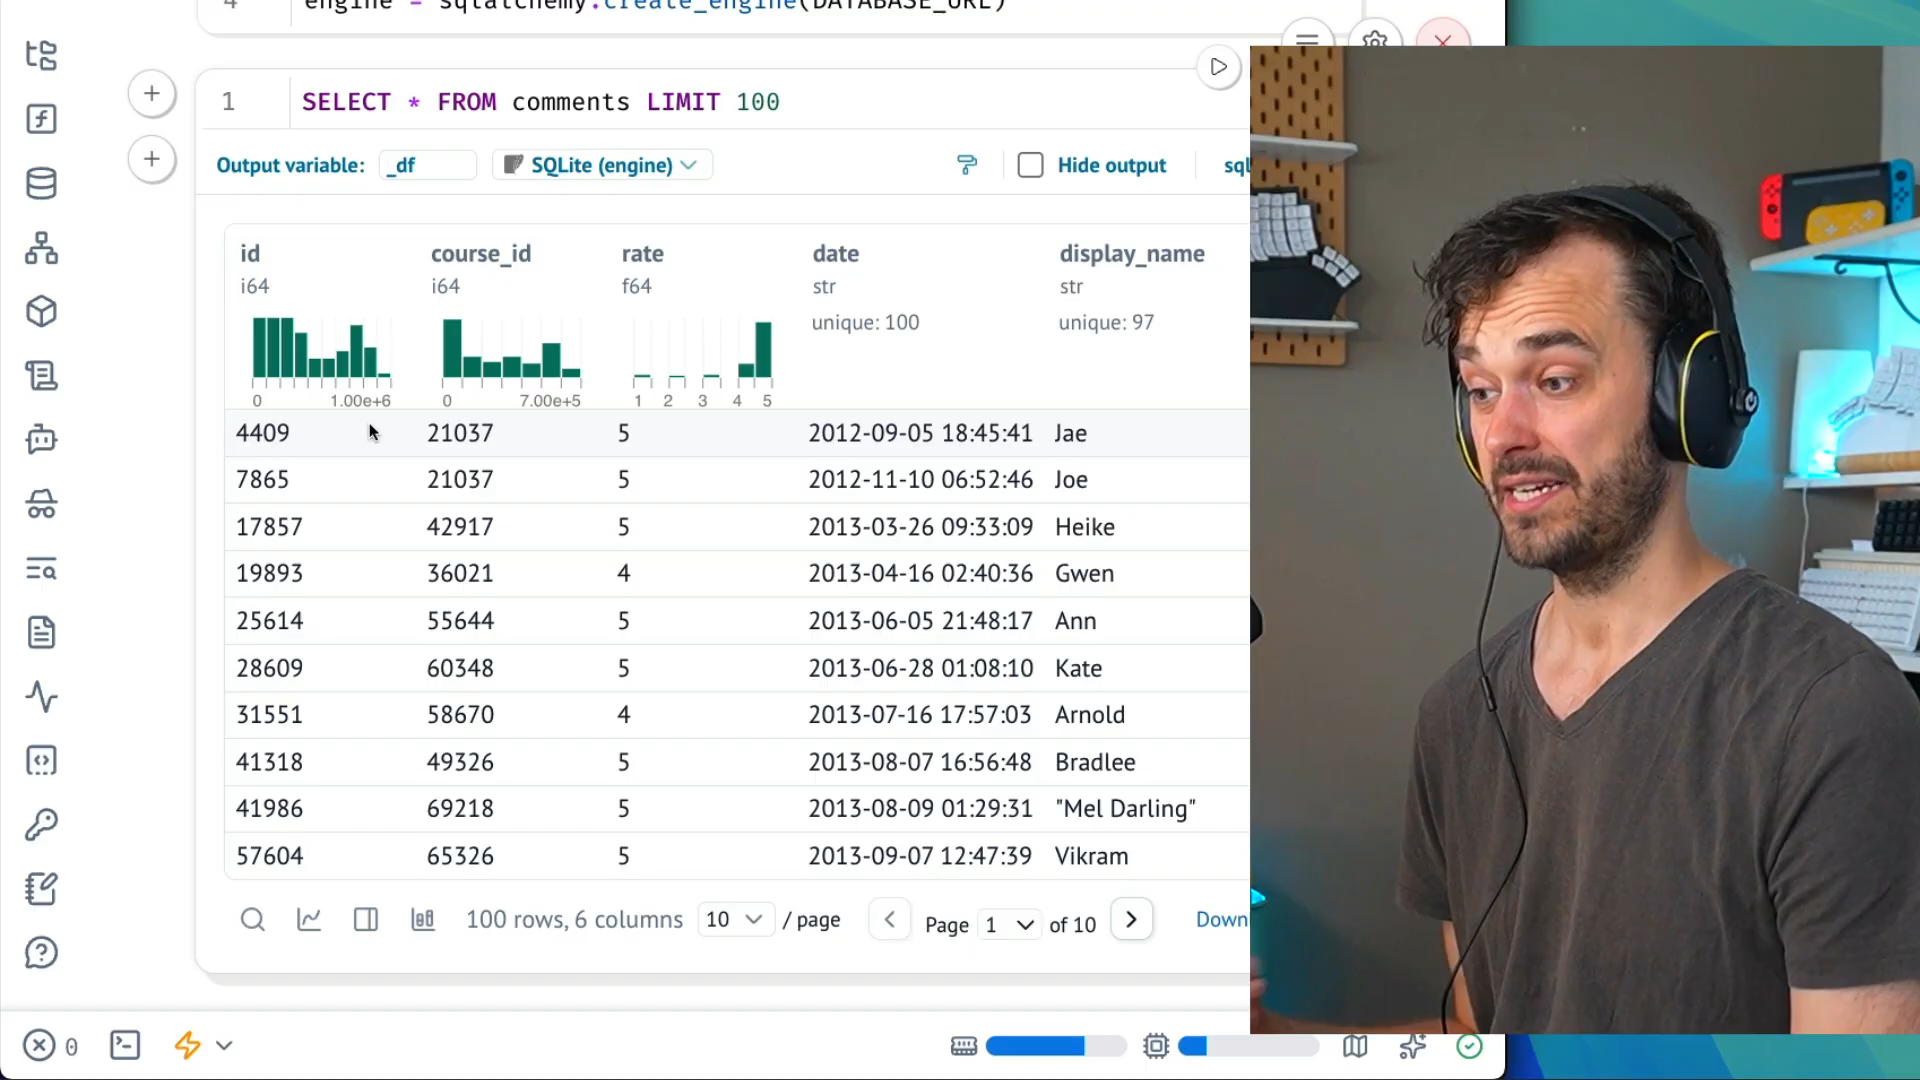 4 engine = sqlalchemy.create_engine(DATABASE_URL)
1 SELECT * FROM comments LIMIT 100
Output variable: _df SQLite (engine) Hide output sql
id course_id rate date display_name
i64 i64 f64 str str
unique: 100 unique: 97
0 1.00e+6 0 7.00e+5 1 2 3 4 5
4409 21037 5 2012-09-05 18:45:41 Jae
7865 21037 5 2012-11-10 06:52:46 Joe
17857 42917 5 2013-03-26 09:33:09 Heike
19893 36021 4 2013-04-16 02:40:36 Gwen
25614 55644 5 2013-06-05 21:48:17 Ann
28609 60348 5 2013-06-28 01:08:10 Kate
31551 58670 4 2013-07-16 17:57:03 Arnold
41318 49326 5 2013-08-07 16:56:48 Bradlee
41986 69218 5 2013-08-09 01:29:31 "Mel Darling"
57604 65326 5 2013-09-07 12:47:39 Vikram
100 rows, 6 columns 10 / page Page 1 of 10 Down
0